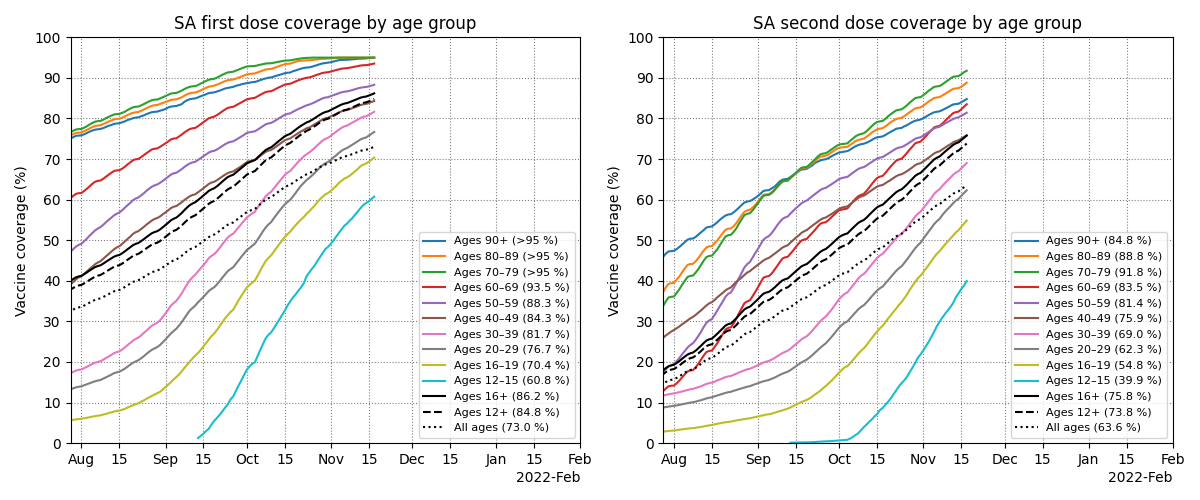 SA first dose coverage by age group
Vaccine coverage (%)
100
90
80
70
60
50
40
30
20
10
0
Ages 90+ (>95 %)
Ages 80–89 (>95 %)
Ages 70–79 (>95 %)
Ages 60–69 (93.5 %)
Ages 50–59 (88.3 %)
Ages 40–49 (84.3 %)
Ages 30–39 (81.7 %)
Ages 20–29 (76.7 %)
Ages 16–19 (70.4 %)
Ages 12–15 (60.8 %)
Ages 16+ (86.2 %)
Ages 12+ (84.8 %)
All ages (73.0 %)
Aug 15 Sep 15 Oct 15 Nov 15 Dec 15 Jan 15 Feb
2022-Feb
SA second dose coverage by age group
Vaccine coverage (%)
100
90
80
70
60
50
40
30
20
10
0
Ages 90+ (84.8 %)
Ages 80–89 (88.8 %)
Ages 70–79 (91.8 %)
Ages 60–69 (83.5 %)
Ages 50–59 (81.4 %)
Ages 40–49 (75.9 %)
Ages 30–39 (69.0 %)
Ages 20–29 (62.3 %)
Ages 16–19 (54.8 %)
Ages 12–15 (39.9 %)
Ages 16+ (75.8 %)
Ages 12+ (73.8 %)
All ages (63.6 %)
Aug 15 Sep 15 Oct 15 Nov 15 Dec 15 Jan 15 Feb
2022-Feb